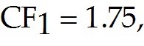 CF1 = 1.75,